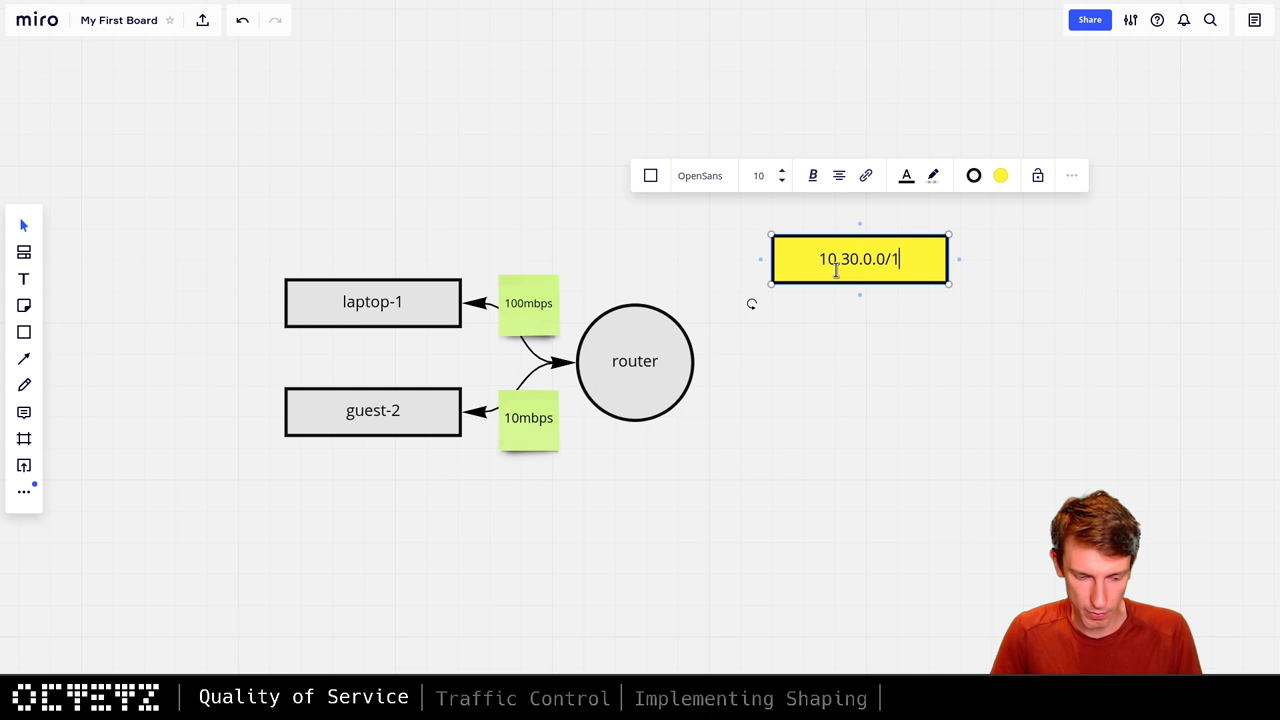 miro
My First Board
Share
OpenSans
10
B
A
10.30.0.0/1
laptop-1
100mbps
router
guest-2
10mbps
OCTETZ
Quality of Service
Traffic Control
Implementing Shaping